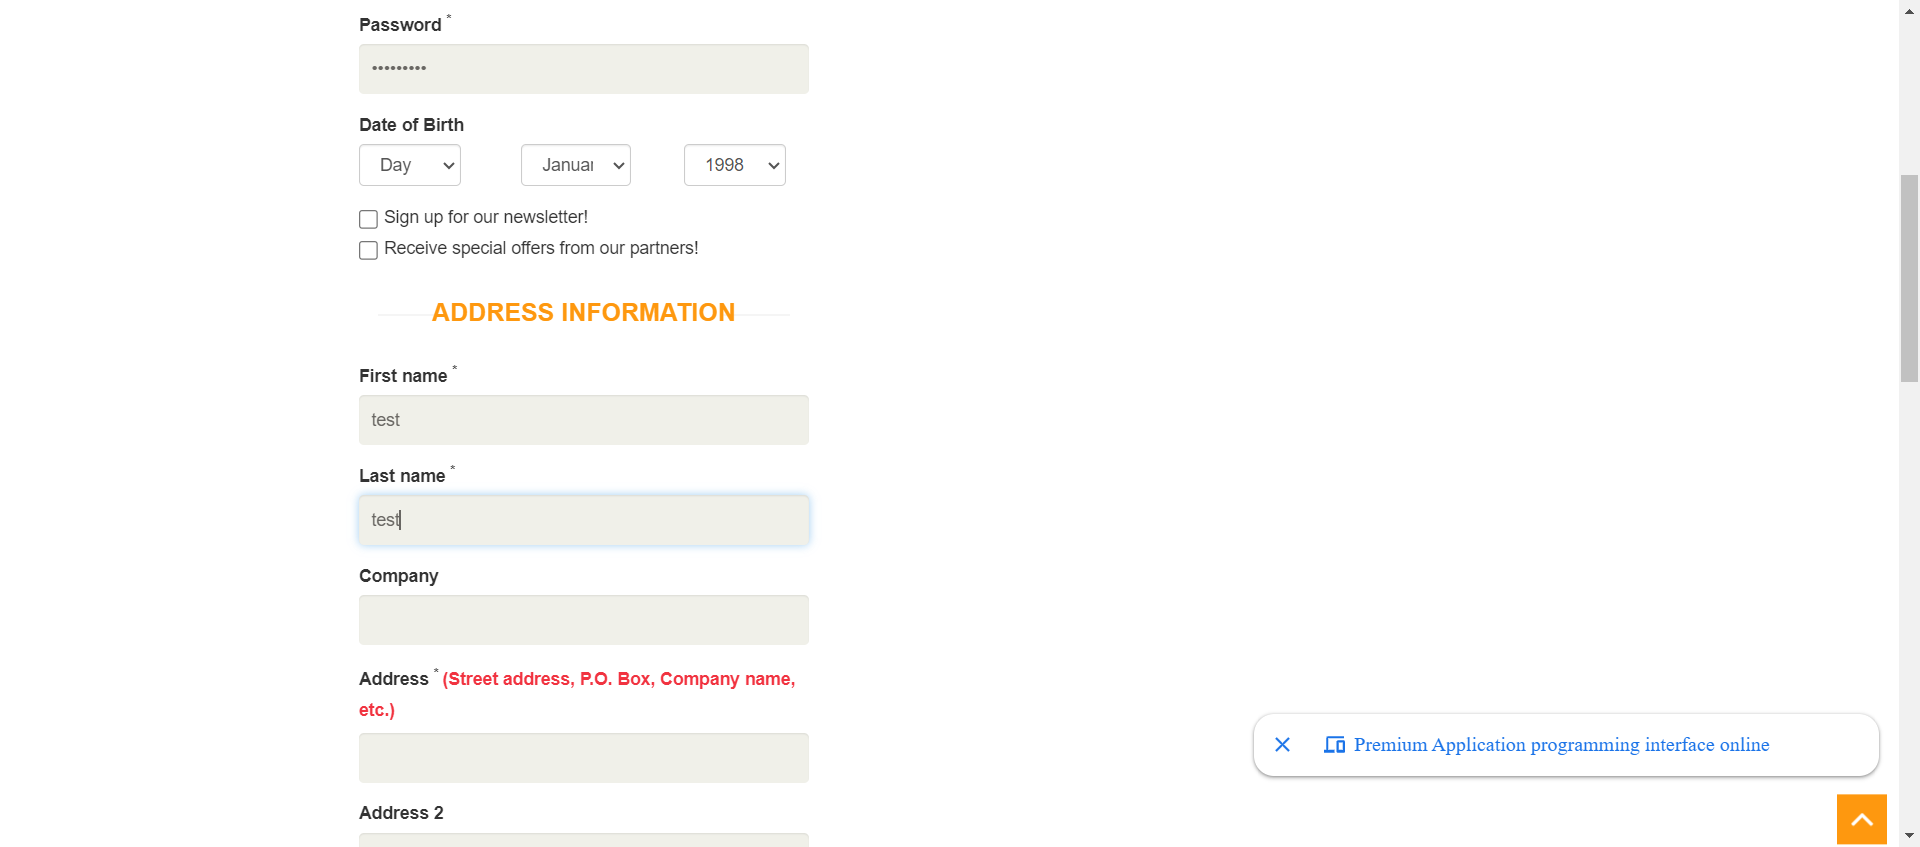 Password *
•••••••••
Date of Birth
Day Januar 1998
Sign up for our newsletter!
Receive special offers from our partners!
ADDRESS INFORMATION
First name *
test
Last name *
test
Company
Address * (Street address, P.O. Box, Company name,
etc.)
Premium Application programming interface online
Address 2